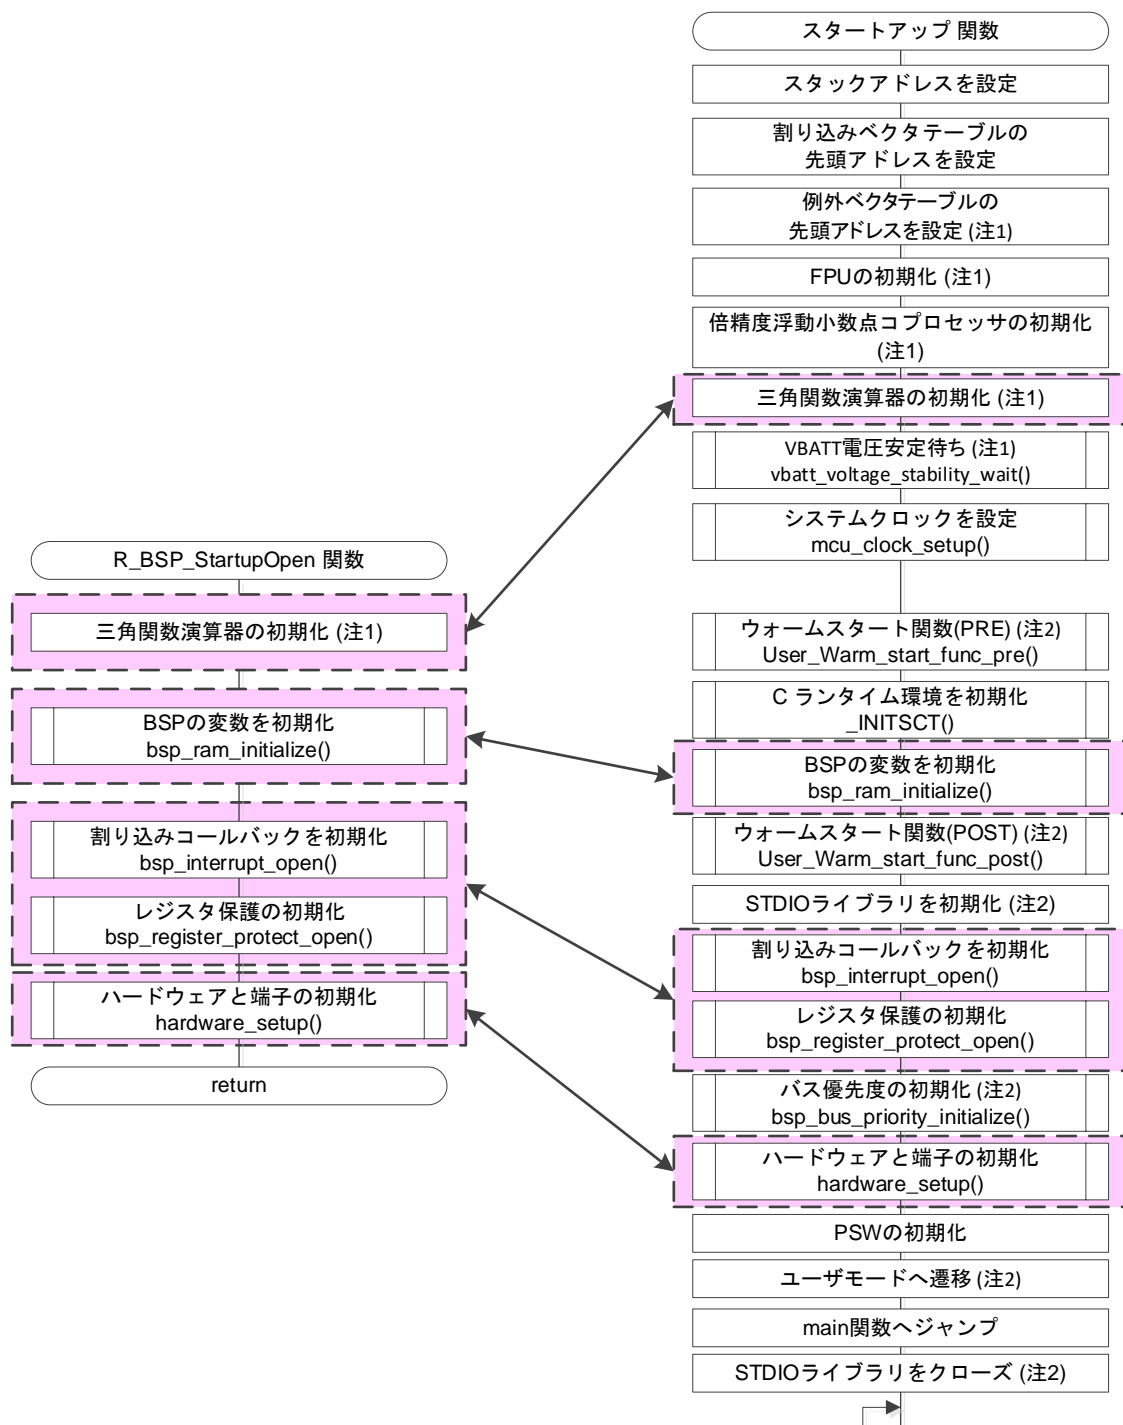 スタートアップ 関数
スタックアドレスを設定
割り込みベクタテーブルの
先頭アドレスを設定
例外ベクタテーブルの
先頭アドレスを設定 (注1)
FPUの初期化 (注1)
倍精度浮動小数点コプロセッサの初期化
(注1)
三角関数演算器の初期化 (注1)
VBATT電圧安定待ち (注1)
vbatt_voltage_stability_wait()
システムクロックを設定
mcu_clock_setup()
ウォームスタート関数(PRE) (注2)
User_Warm_start_func_pre()
C ランタイム環境を初期化
_INITSCT()
BSPの変数を初期化
bsp_ram_initialize()
ウォームスタート関数(POST) (注2)
User_Warm_start_func_post()
STDIOライブラリを初期化 (注2)
割り込みコールバックを初期化
bsp_interrupt_open()
レジスタ保護の初期化
bsp_register_protect_open()
バス優先度の初期化 (注2)
bsp_bus_priority_initialize()
ハードウェアと端子の初期化
hardware_setup()
PSWの初期化
ユーザモードへ遷移 (注2)
main関数へジャンプ
STDIOライブラリをクローズ (注2)
R_BSP_StartupOpen 関数
三角関数演算器の初期化 (注1)
BSPの変数を初期化
bsp_ram_initialize()
割り込みコールバックを初期化
bsp_interrupt_open()
レジスタ保護の初期化
bsp_register_protect_open()
ハードウェアと端子の初期化
hardware_setup()
return